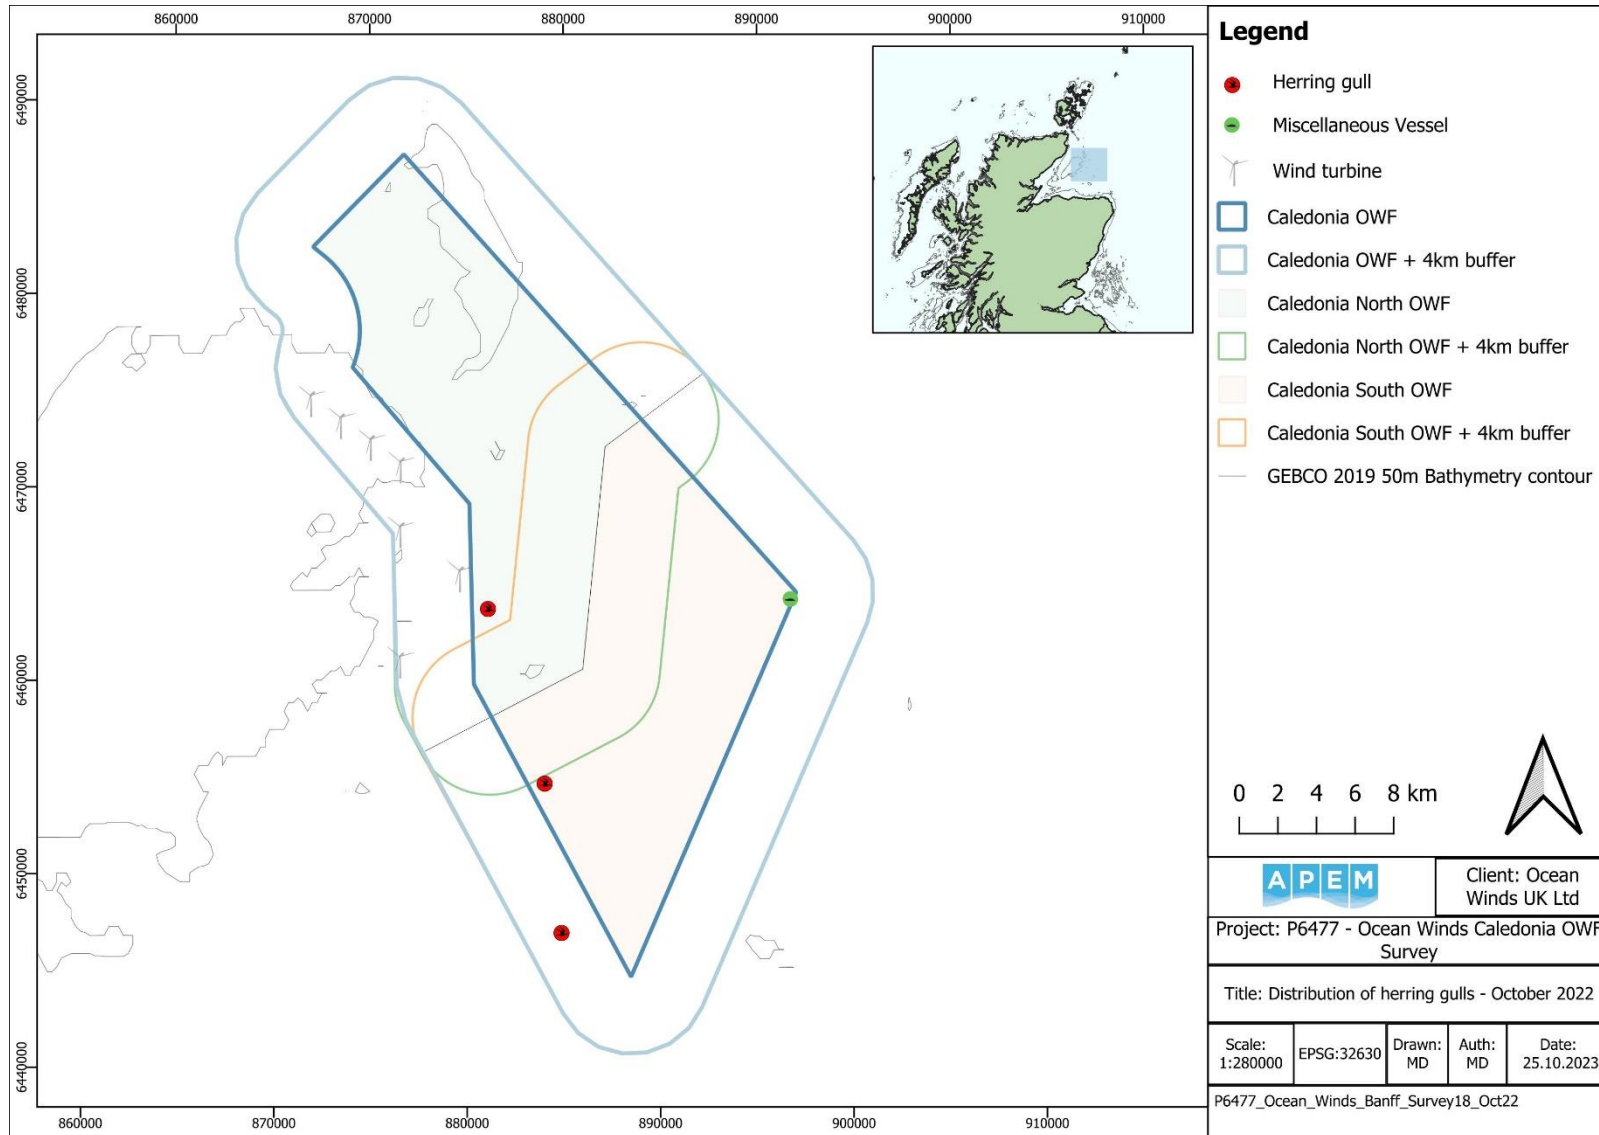 860000 870000 880000 890000 900000 910000
6490000
6480000
6470000
6460000
6450000
6440000
860000 870000 880000 890000 900000 910000
Legend
Herring gull
Miscellaneous Vessel
Wind turbine
Caledonia OWF
Caledonia OWF + 4km buffer
Caledonia North OWF
Caledonia North OWF + 4km buffer
Caledonia South OWF
Caledonia South OWF + 4km buffer
GEBCO 2019 50m Bathymetry contour
0 2 4 6 8 km
APEM
Client: Ocean
Winds UK Ltd
Project: P6477 - Ocean Winds Caledonia OWF
Survey
Title: Distribution of herring gulls - October 2022
Scale:
1:280000
EPSG:32630
Drawn:
MD
Auth:
MD
Date:
25.10.2023
P6477_Ocean_Winds_Banff_Survey18_Oct22